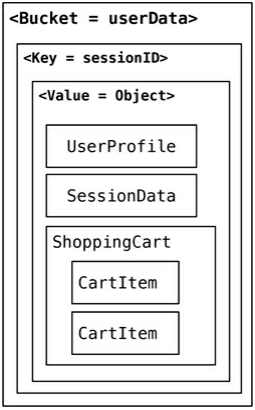 <Bucket = userData>
<Key = sessionID>
<Value = Object>
UserProfile
SessionData
ShoppingCart
CartItem
CartItem